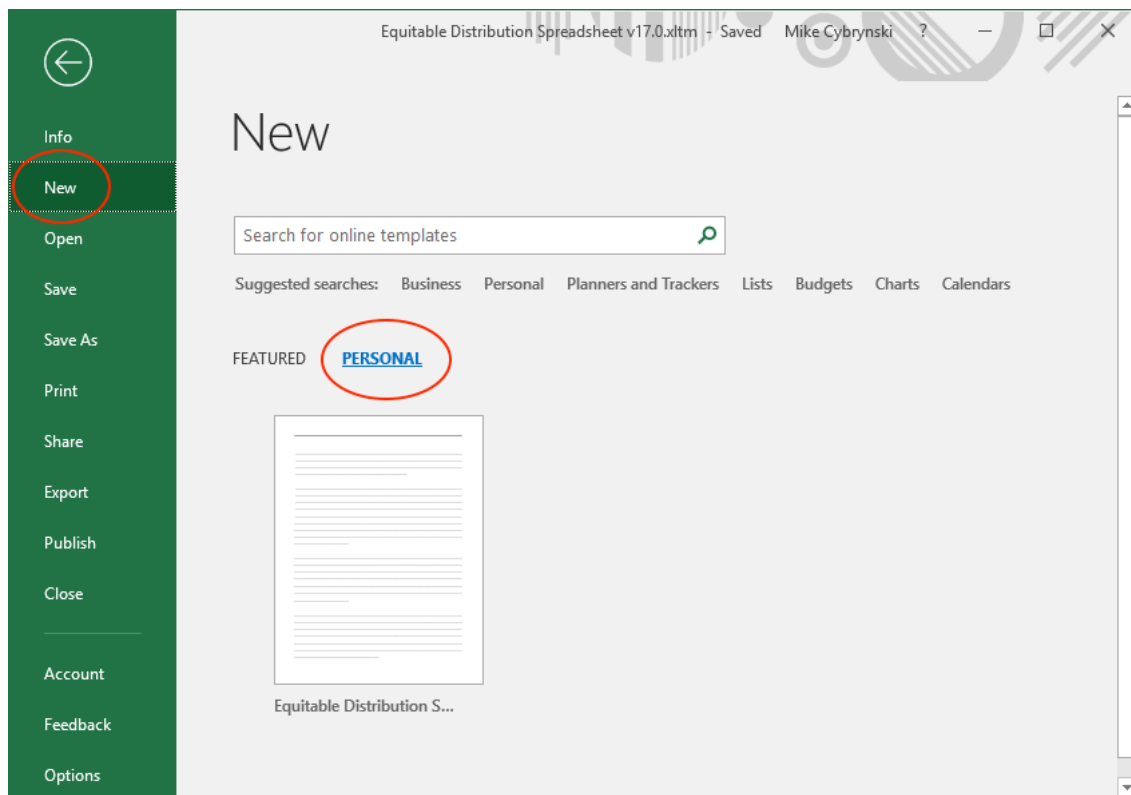 Equitable Distribution Spreadsheet v17.0.xltm - Saved Mike Cybrynski ?
Info
New
Open
Save
Save As
Print
Share
Export
Publish
Close
Account
Feedback
Options
New
Search for online templates
Suggested searches: Business Personal Planners and Trackers Lists Budgets Charts Calendars
FEATURED PERSONAL
Equitable Distribution S...